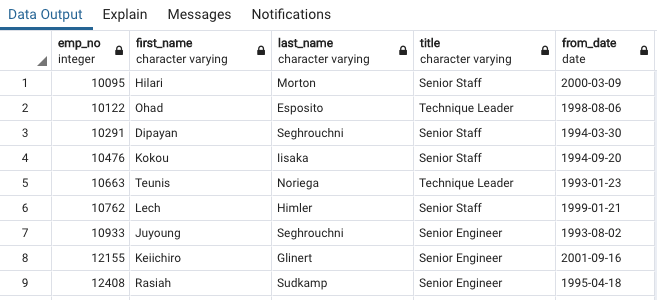 Data Output Explain Messages Notifications
emp_no first_name last_name title from_date
integer character varying character varying character varying date
1 10095 Hilari Morton Senior Staff 2000-03-09
2 10122 Ohad Esposito Technique Leader 1998-08-06
3 10291 Dipayan Seghrouchni Senior Staff 1994-03-30
4 10476 Kokou Iisaka Senior Staff 1994-09-20
5 10663 Teunis Noriega Technique Leader 1993-01-23
6 10762 Lech Himler Senior Staff 1999-01-21
7 10933 Juyoung Seghrouchni Senior Engineer 1993-08-02
8 12155 Keiichiro Glinert Senior Engineer 2001-09-16
9 12408 Rasiah Sudkamp Senior Engineer 1995-04-18